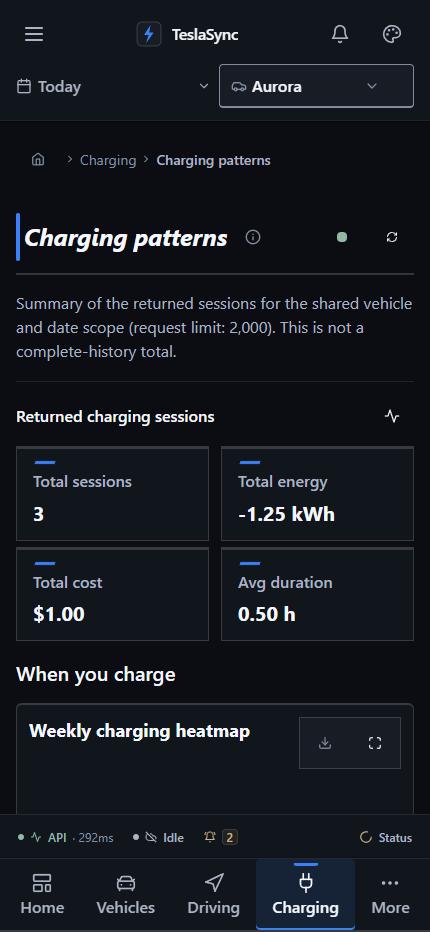 TeslaSync
Today
Aurora
Charging
Charging patterns
Charging patterns
Summary of the returned sessions for the shared vehicle
and date scope (request limit: 2,000). This is not a
complete-history total.
Returned charging sessions
Total sessions
3
Total energy
-1.25 kWh
Total cost
$1.00
Avg duration
0.50 h
When you charge
Weekly charging heatmap
API · 292ms
Idle
2
Status
Home
Vehicles
Driving
Charging
More